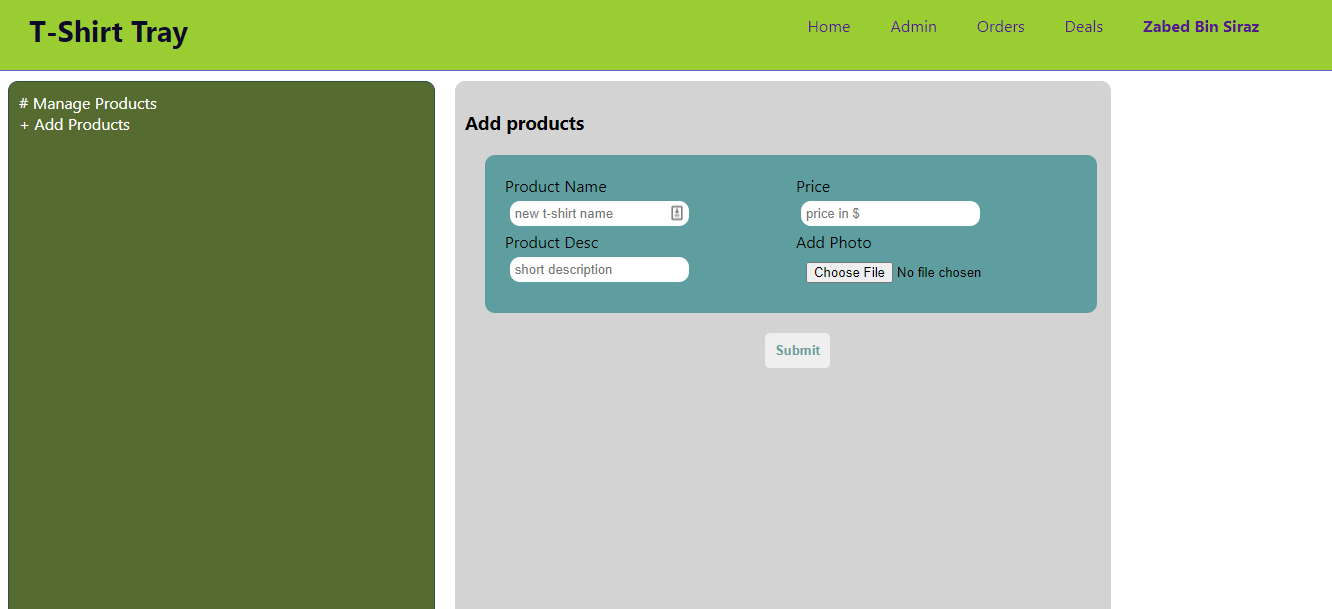 T-Shirt Tray
Home Admin Orders Deals Zabed Bin Siraz
# Manage Products
+ Add Products
Add products
Product Name
new t-shirt name
Price
price in $
Product Desc
short description
Add Photo
Choose File No file chosen
Submit